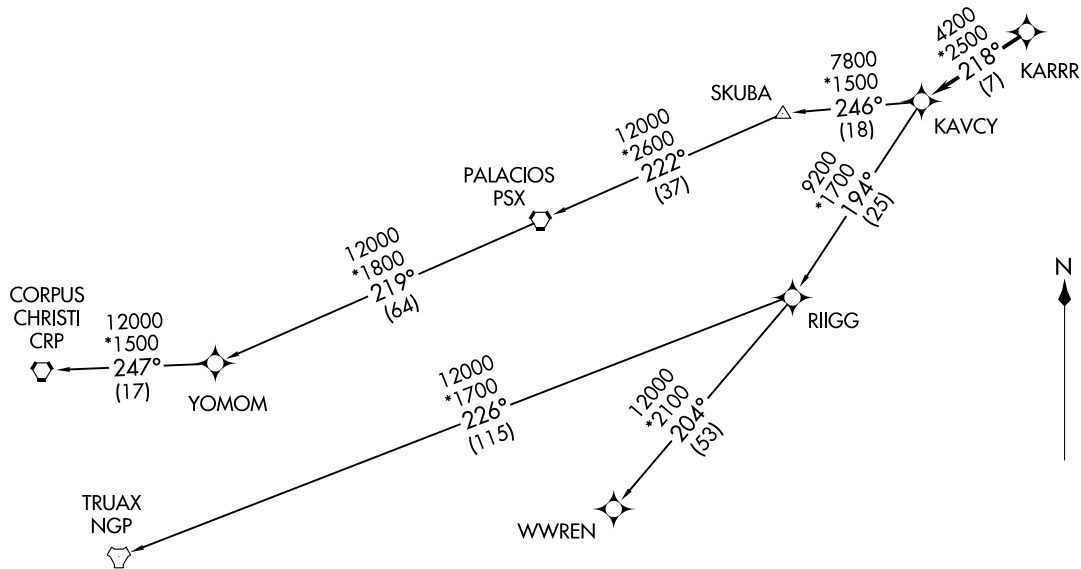 4200
*2500
218°
(7)
KARRR
7800
*1500
246°
(18)
KAVCY
SKUBA
12000
*2600
222°
(37)
PALACIOS
PSX
9200
*1700
194°
(25)
12000
*1800
219°
(64)
N
CORPUS
CHRISTI
CRP
12000
*1500
247°
(17)
YOMOM
RIIGG
12000
*1700
226°
(115)
12000
*2100
204°
(53)
TRUAX
NGP
WWREN